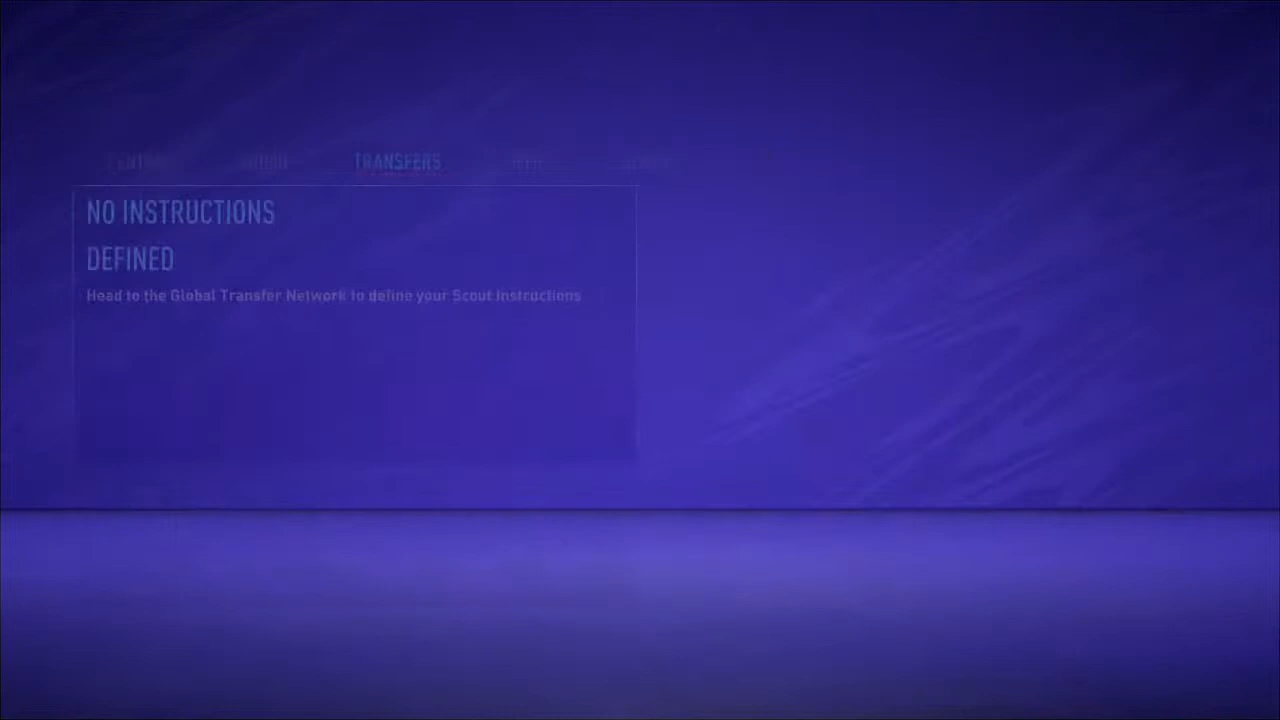 TRANSFERS
NO INSTRUCTIONS
DEFINED
Head to the Global Transfer Network to define your Scout Instructions